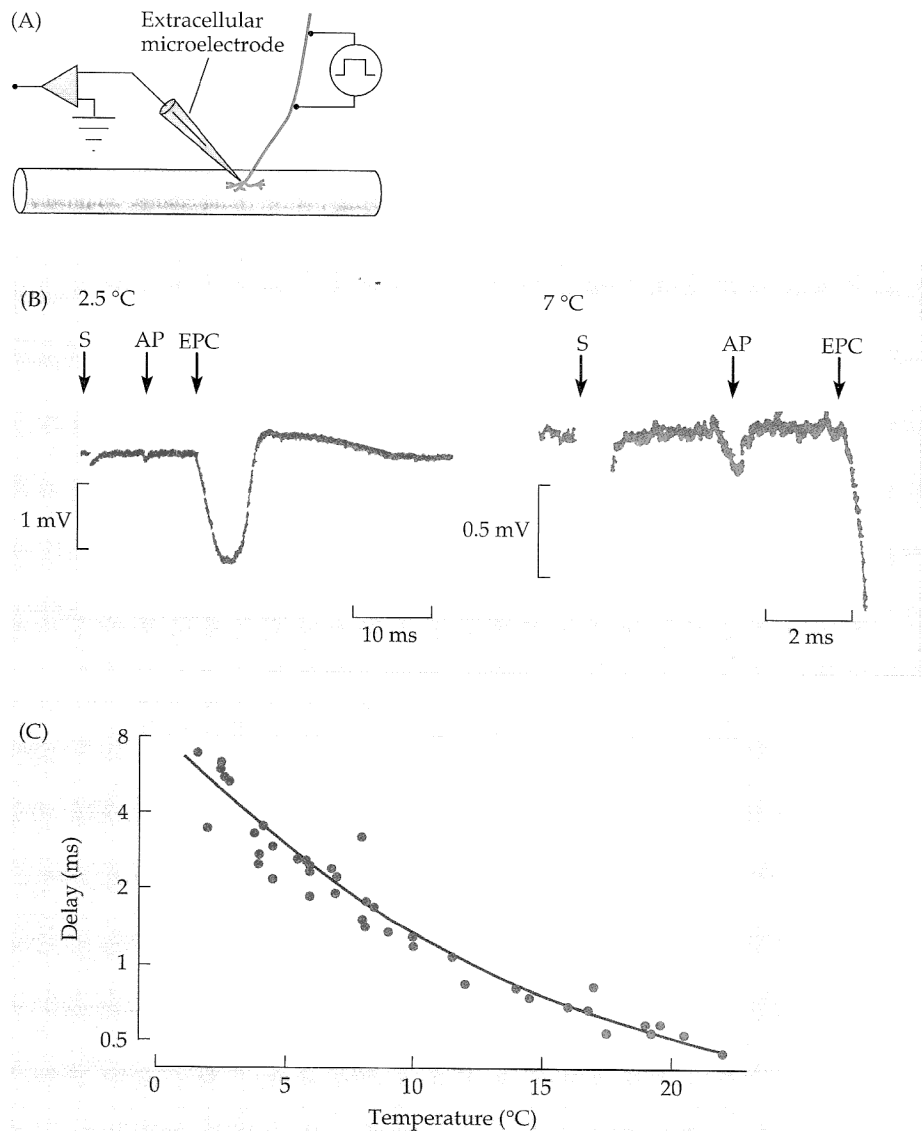 (A)
Extracellular
microelectrode
(B)
2.5 °C
7 °C
S
AP
EPC
S
AP
EPC
1 mV
0.5 mV
10 ms
2 ms
(C)
8
4
2
1
0.5
Delay (ms)
0
5
10
15
20
Temperature (°C)